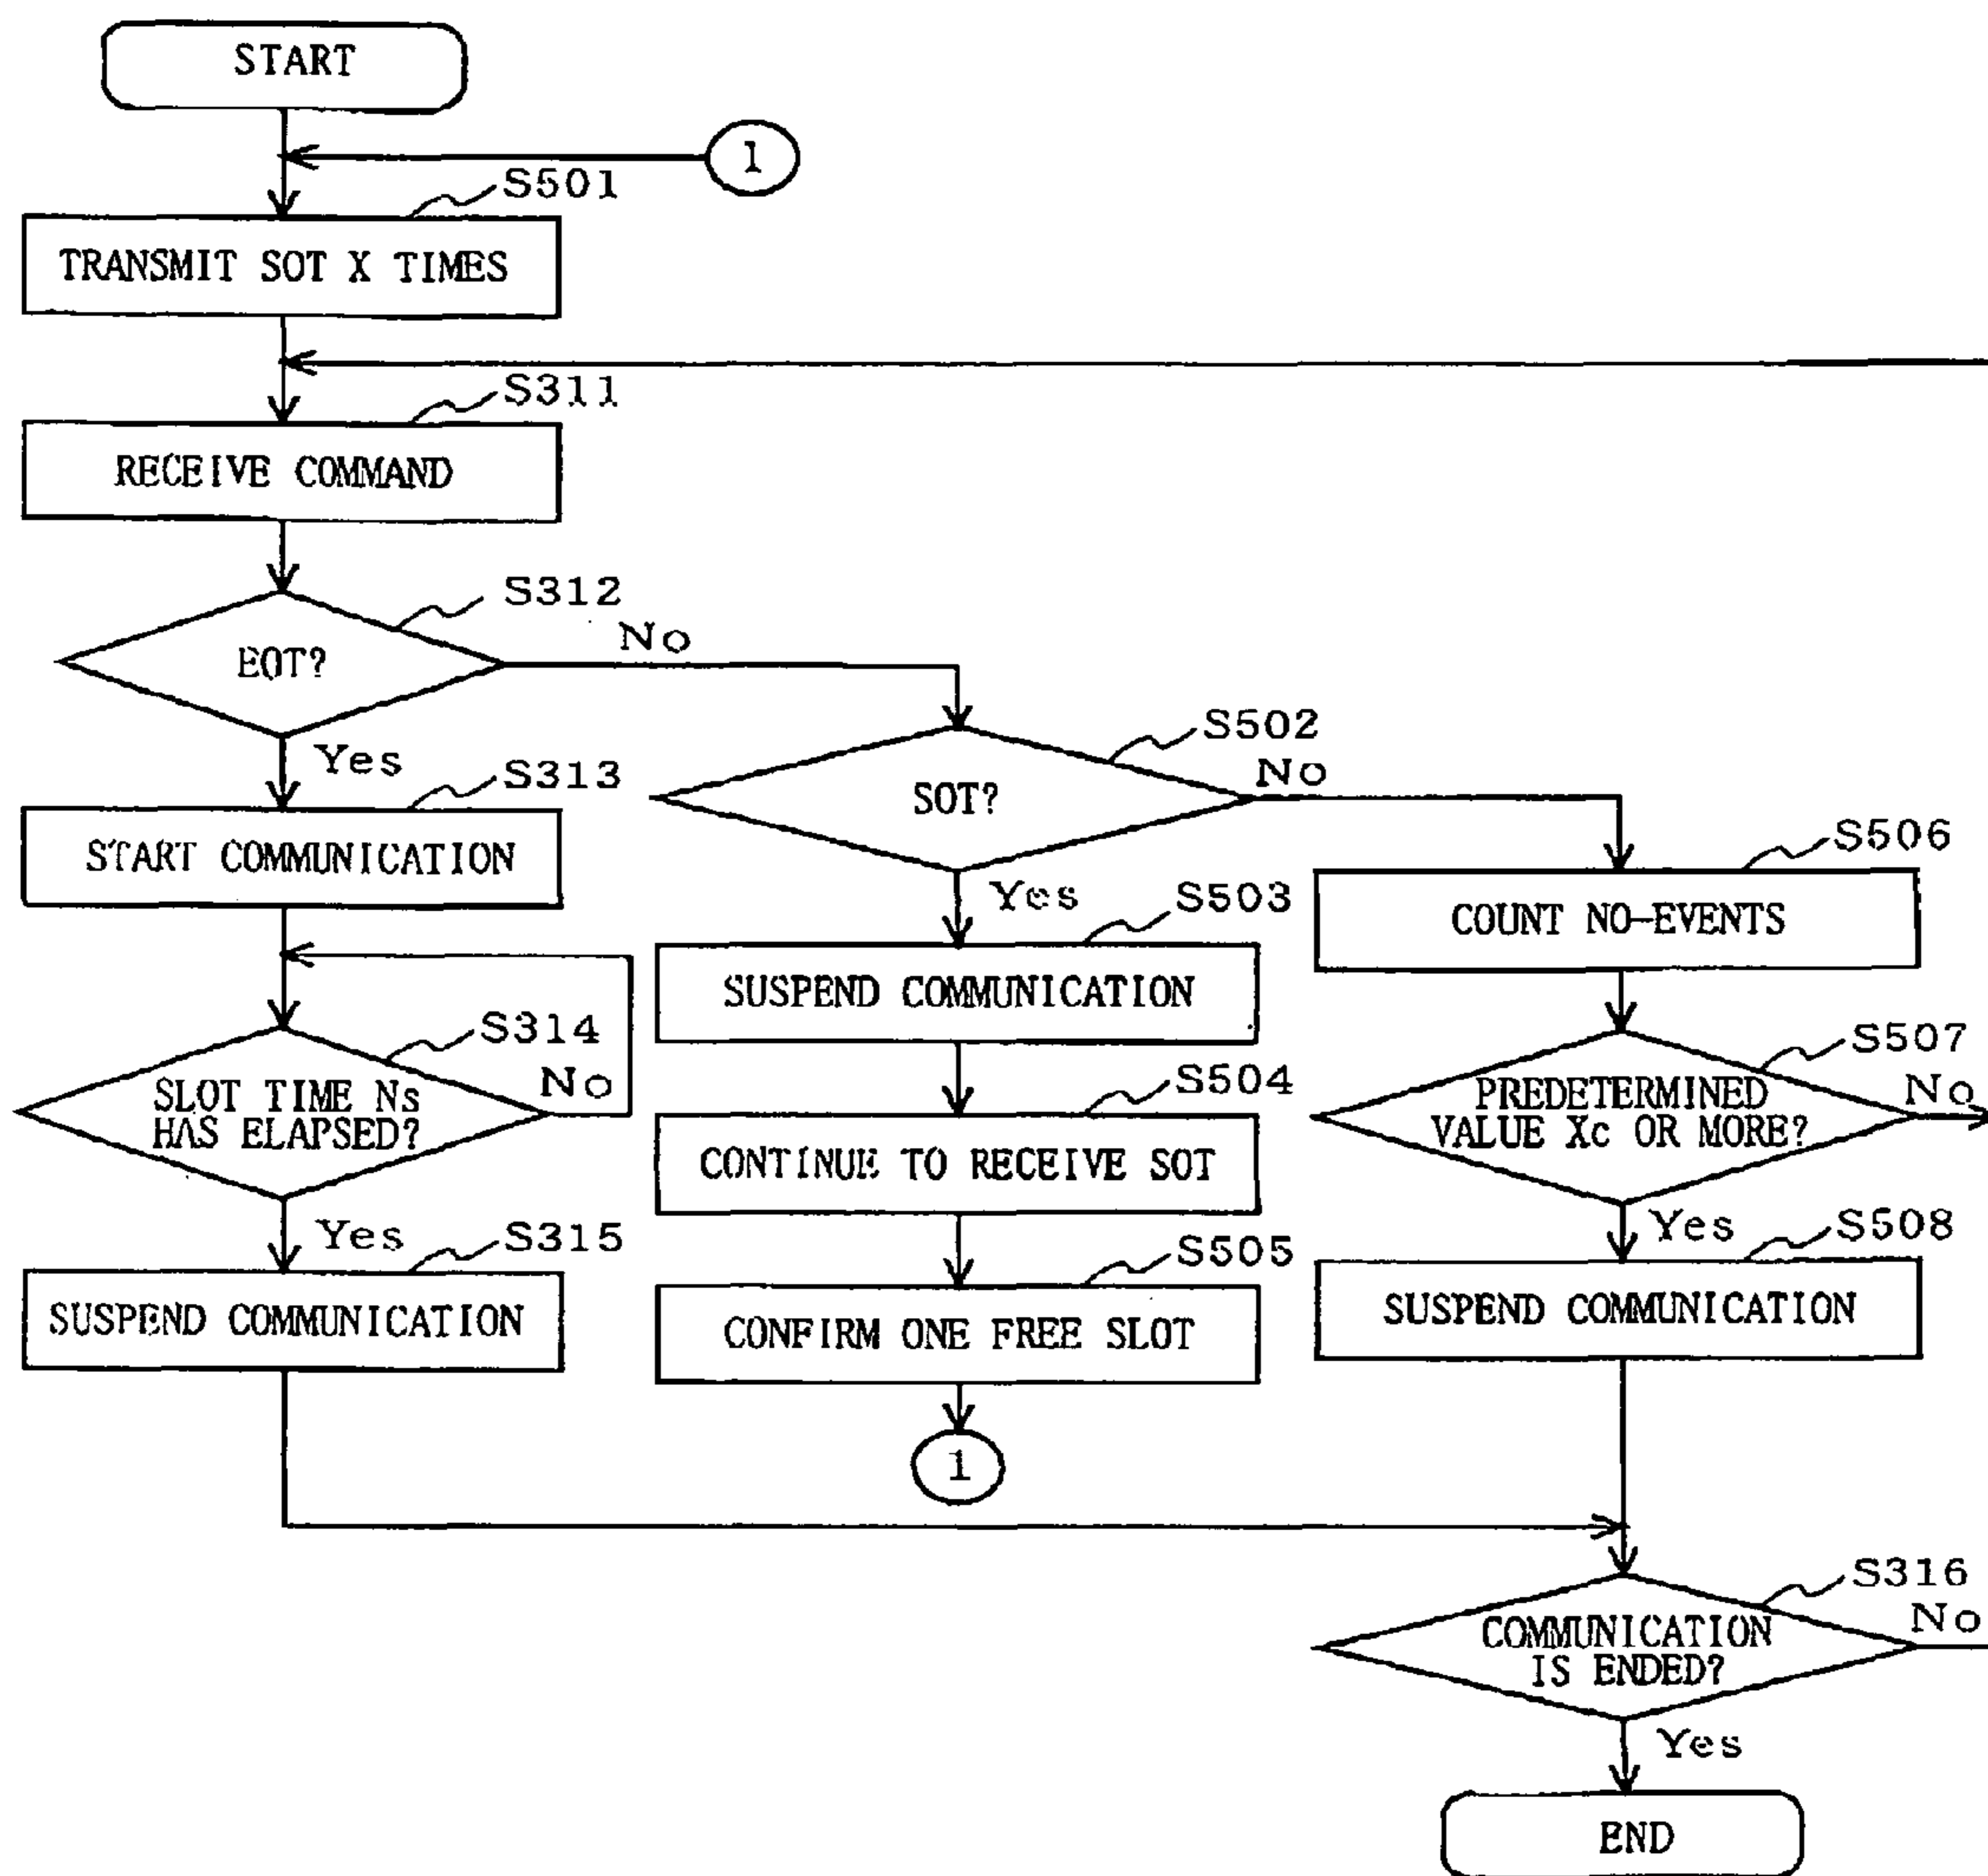 START
1
S501
TRANSMIT SOT X TIMES
S311
RECEIVE COMMAND
S312
EOT?
No
Yes
S313
START COMMUNICATION
S314
SLOT TIME Ns
HAS ELAPSED?
No
Yes
S315
SUSPEND COMMUNICATION
S502
SOT?
No
Yes
S503
SUSPEND COMMUNICATION
S504
CONTINUE TO RECEIVE SOT
S505
CONFIRM ONE FREE SLOT
1
S506
COUNT NO-EVENTS
S507
PREDETERMINED
VALUE Xc OR MORE?
No
Yes
S508
SUSPEND COMMUNICATION
S316
COMMUNICATION
IS ENDED?
No
Yes
END